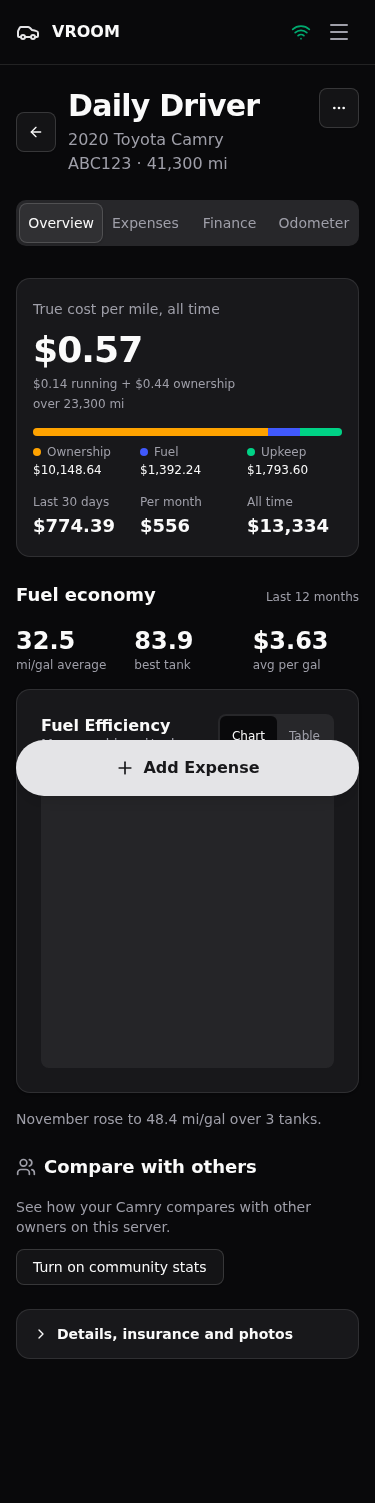 VROOM
Daily Driver
2020 Toyota Camry
ABC123 · 41,300 mi
Overview
Expenses
Finance
Odometer
True cost per mile, all time
$0.57
$0.14 running + $0.44 ownership
over 23,300 mi
Ownership
Fuel
Upkeep
$10,148.64
$1,392.24
$1,793.60
Last 30 days
Per month
All time
$774.39
$556
$13,334
Fuel economy
Last 12 months
32.5
83.9
$3.63
mi/gal average
best tank
avg per gal
Fuel Efficiency
Chart
Table
Add Expense
November rose to 48.4 mi/gal over 3 tanks.
Compare with others
See how your Camry compares with other
owners on this server.
Turn on community stats
Details, insurance and photos